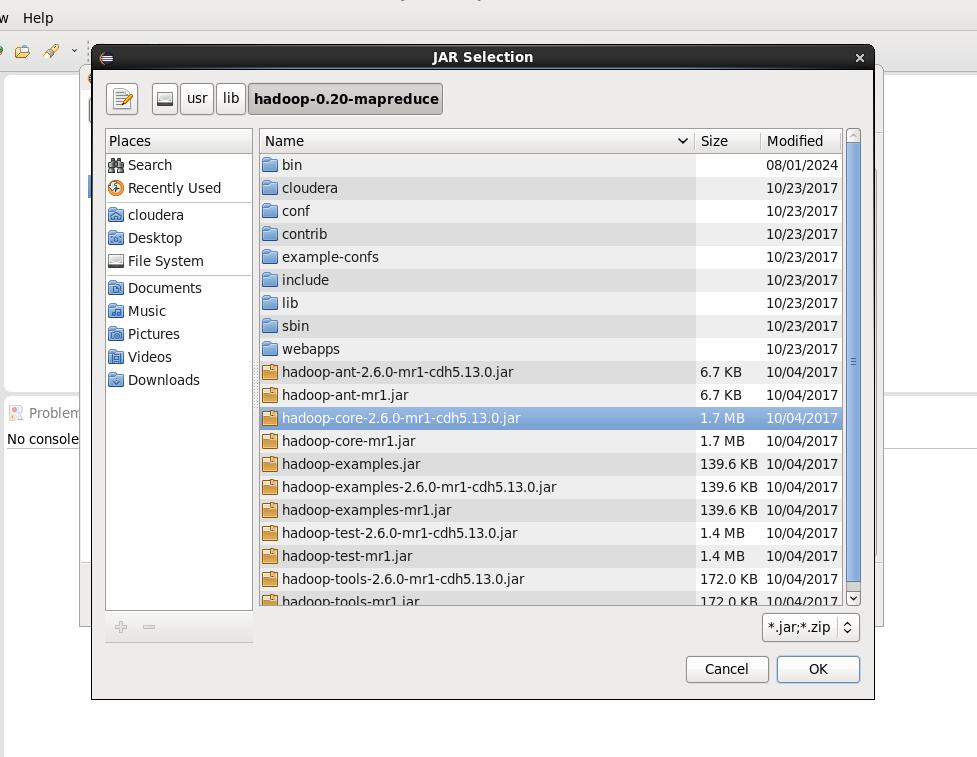 w Help
JAR Selection
usr lib hadoop-0.20-mapreduce
Places
Search
Recently Used
cloudera
Desktop
File System
Documents
Music
Pictures
Videos
Downloads
Name Size Modified
bin 08/01/2024
cloudera 10/23/2017
conf 10/23/2017
contrib 10/23/2017
example-confs 10/23/2017
include 10/23/2017
lib 10/23/2017
sbin 10/23/2017
webapps 10/23/2017
hadoop-ant-2.6.0-mr1-cdh5.13.0.jar 6.7 KB 10/04/2017
hadoop-ant-mr1.jar 6.7 KB 10/04/2017
hadoop-core-2.6.0-mr1-cdh5.13.0.jar 1.7 MB 10/04/2017
hadoop-core-mr1.jar 1.7 MB 10/04/2017
hadoop-examples.jar 139.6 KB 10/04/2017
hadoop-examples-2.6.0-mr1-cdh5.13.0.jar 139.6 KB 10/04/2017
hadoop-examples-mr1.jar 139.6 KB 10/04/2017
hadoop-test-2.6.0-mr1-cdh5.13.0.jar 1.4 MB 10/04/2017
hadoop-test-mr1.jar 1.4 MB 10/04/2017
hadoop-tools-2.6.0-mr1-cdh5.13.0.jar 172.0 KB 10/04/2017
hadoop-tools-mr1.jar 172.0 KB 10/04/2017
Problem
No console
*.jar;*.zip
Cancel OK